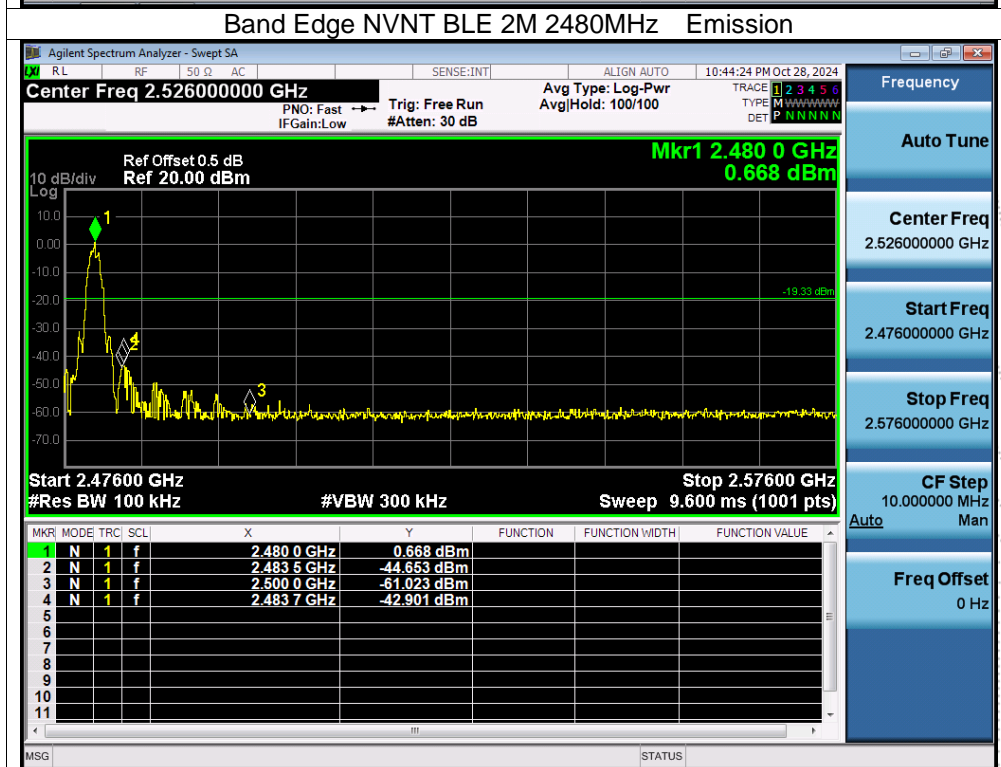 Band Edge NVNT BLE 2M 2480MHz Emission
Agilent Spectrum Analyzer - Swept SA
LXI RL RF 50 Ω AC SENSE:INT ALIGN AUTO 10:44:24 PM Oct 28, 2024
Center Freq 2.526000000 GHz
PNO: Fast
IFGain:Low
Trig: Free Run
#Atten: 30 dB
Avg Type: Log-Pwr
Avg|Hold: 100/100
TRACE 1 2 3 4 5 6
TYPE M WWWWW
DET P N N N N N
Frequency
Mkr1 2.480 0 GHz
0.668 dBm
Ref Offset 0.5 dB
10 dB/div Ref 20.00 dBm
Log
10.0
0.00
-10.0
-20.0
-30.0
-40.0
-50.0
-60.0
-70.0
1
4
2
3
-19.33 dBm
Start 2.47600 GHz Stop 2.57600 GHz
#Res BW 100 kHz #VBW 300 kHz Sweep 9.600 ms (1001 pts)
MKR MODE TRC SCL X Y FUNCTION FUNCTION WIDTH FUNCTION VALUE
1 N 1 f 2.480 0 GHz 0.668 dBm
2 N 1 f 2.483 5 GHz -44.653 dBm
3 N 1 f 2.500 0 GHz -61.023 dBm
4 N 1 f 2.483 7 GHz -42.901 dBm
5
6
7
8
9
10
11
MSG STATUS
Auto Tune
Center Freq
2.526000000 GHz
Start Freq
2.476000000 GHz
Stop Freq
2.576000000 GHz
CF Step
10.000000 MHz
Auto Man
Freq Offset
0 Hz